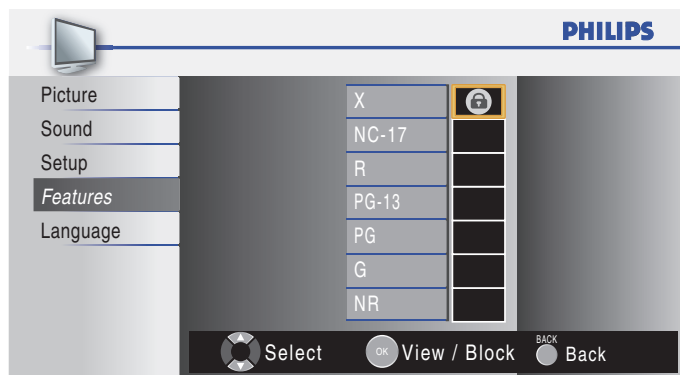 PHILIPS
Picture
Sound
Setup
Features
Language
X
NC-17
R
PG-13
PG
G
NR
Select
OK View / Block
BACK
Back